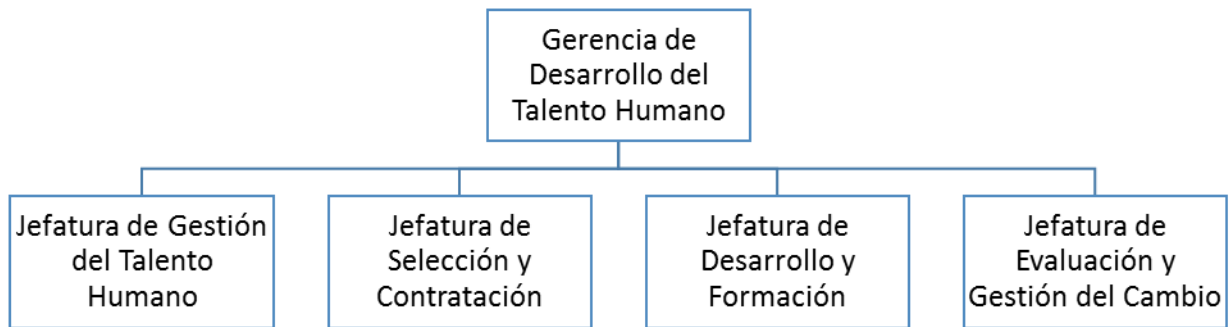 Gerencia de
Desarrollo del
Talento Humano
Jefatura de Gestión
del Talento
Humano
Jefatura de
Selección y
Contratación
Jefatura de
Desarrollo y
Formación
Jefatura de
Evaluación y
Gestión del Cambio